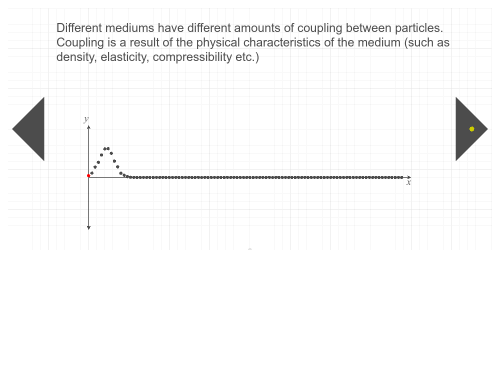 Different mediums have different amounts of coupling between particles.
Coupling is a result of the physical characteristics of the medium (such as
density, elasticity, compressibility etc.)
y
x